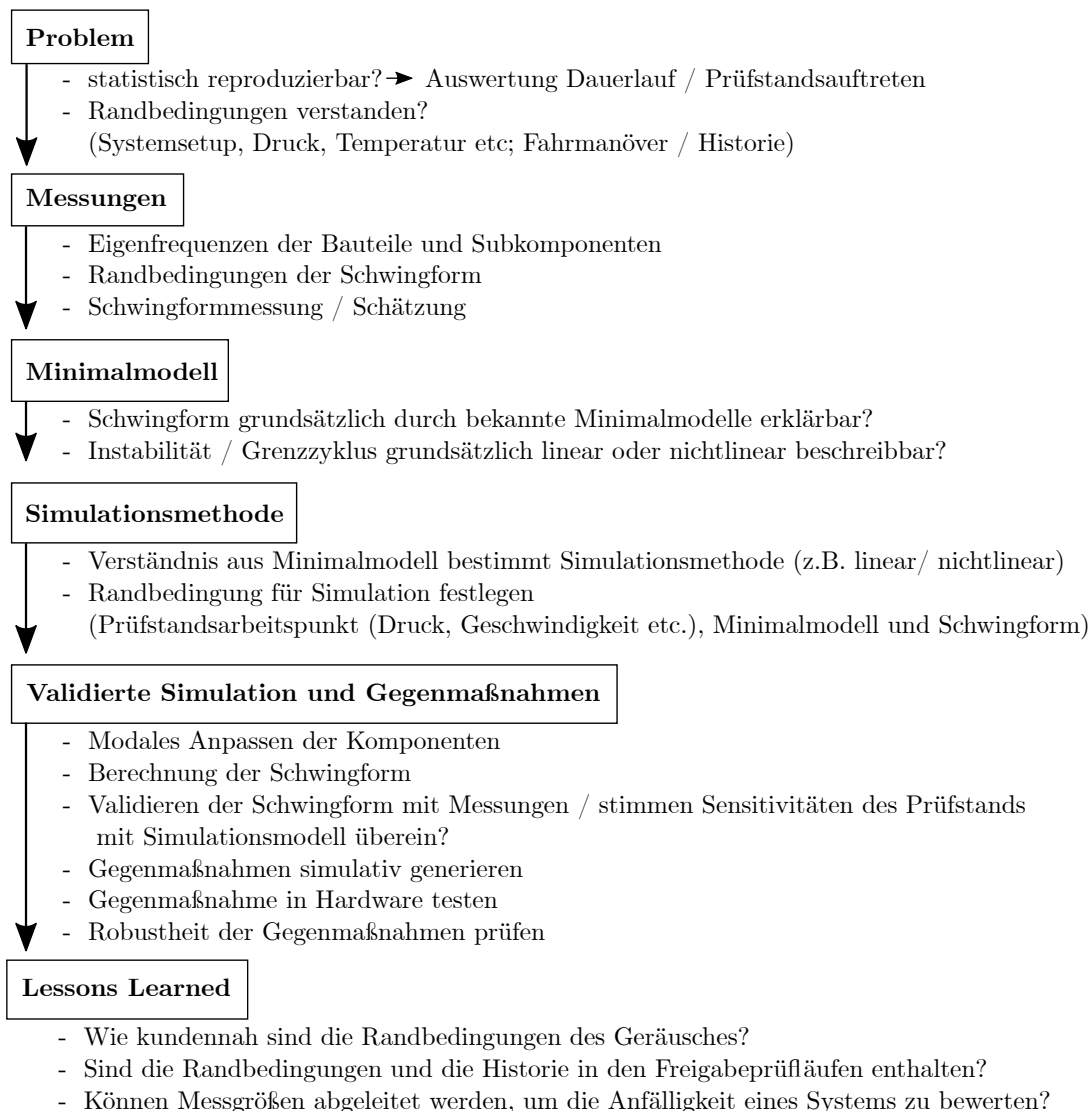 Problem
- statistisch reproduzierbar? → Auswertung Dauerlauf / Prüfstandsauftreten
- Randbedingungen verstanden?
(Systemsetup, Druck, Temperatur etc; Fahrmanöver / Historie)
Messungen
- Eigenfrequenzen der Bauteile und Subkomponenten
- Randbedingungen der Schwingform
- Schwingformmessung / Schätzung
Minimalmodell
- Schwingform grundsätzlich durch bekannte Minimalmodelle erklärbar?
- Instabilität / Grenzzyklus grundsätzlich linear oder nichtlinear beschreibbar?
Simulationsmethode
- Verständnis aus Minimalmodell bestimmt Simulationsmethode (z.B. linear/ nichtlinear)
- Randbedingung für Simulation festlegen
(Prüfstandsarbeitspunkt (Druck, Geschwindigkeit etc.), Minimalmodell und Schwingform)
Validierte Simulation und Gegenmaßnahmen
- Modales Anpassen der Komponenten
- Berechnung der Schwingform
- Validieren der Schwingform mit Messungen / stimmen Sensitivitäten des Prüfstands
mit Simulationsmodell überein?
- Gegenmaßnahmen simulativ generieren
- Gegenmaßnahme in Hardware testen
- Robustheit der Gegenmaßnahmen prüfen
Lessons Learned
- Wie kundennah sind die Randbedingungen des Geräusches?
- Sind die Randbedingungen und die Historie in den Freigabeprüfläufen enthalten?
- Können Messgrößen abgeleitet werden, um die Anfälligkeit eines Systems zu bewerten?